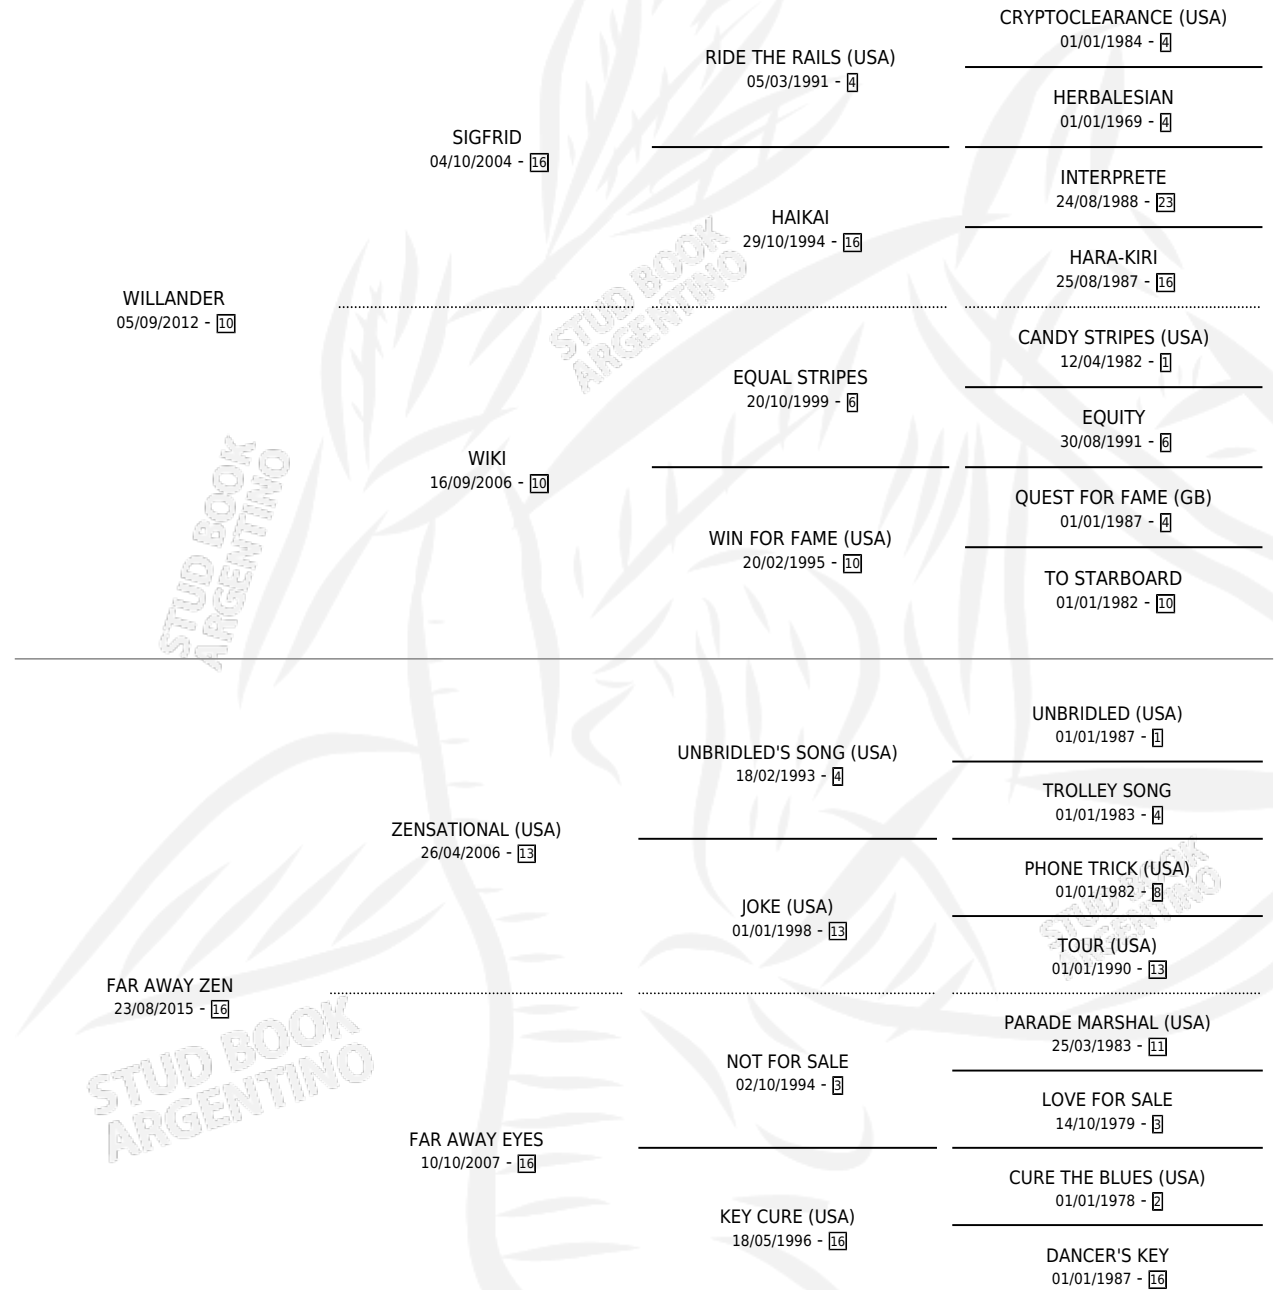 CRYPTOCLEARANCE (USA)
01/01/1984 - 4
RIDE THE RAILS (USA)
05/03/1991 - 4
HERBALESIAN
01/01/1969 - 4
SIGFRID
04/10/2004 - 16
INTERPRETE
24/08/1988 - 23
HAIKAI
29/10/1994 - 16
HARA-KIRI
25/08/1987 - 16
WILLANDER
05/09/2012 - 10
STUD BOOK
ARGENTINO
CANDY STRIPES (USA)
12/04/1982 - 1
EQUAL STRIPES
20/10/1999 - 6
EQUITY
30/08/1991 - 6
WIKI
16/09/2006 - 10
QUEST FOR FAME (GB)
01/01/1987 - 4
WIN FOR FAME (USA)
20/02/1995 - 10
TO STARBOARD
01/01/1982 - 10
STUD BOOK
ARGENTINO
UNBRIDLED (USA)
01/01/1987 - 1
UNBRIDLED'S SONG (USA)
18/02/1993 - 4
TROLLEY SONG
01/01/1983 - 4
ZENSATIONAL (USA)
26/04/2006 - 13
PHONE TRICK (USA)
01/01/1982 - 8
STUD BOOK
ARGENTINO
JOKE (USA)
01/01/1998 - 13
TOUR (USA)
01/01/1990 - 13
FAR AWAY ZEN
23/08/2015 - 16
STUD BOOK
ARGENTINO
PARADE MARSHAL (USA)
25/03/1983 - 11
NOT FOR SALE
02/10/1994 - 3
LOVE FOR SALE
14/10/1979 - 3
FAR AWAY EYES
10/10/2007 - 16
CURE THE BLUES (USA)
01/01/1978 - 2
KEY CURE (USA)
18/05/1996 - 16
DANCER'S KEY
01/01/1987 - 16